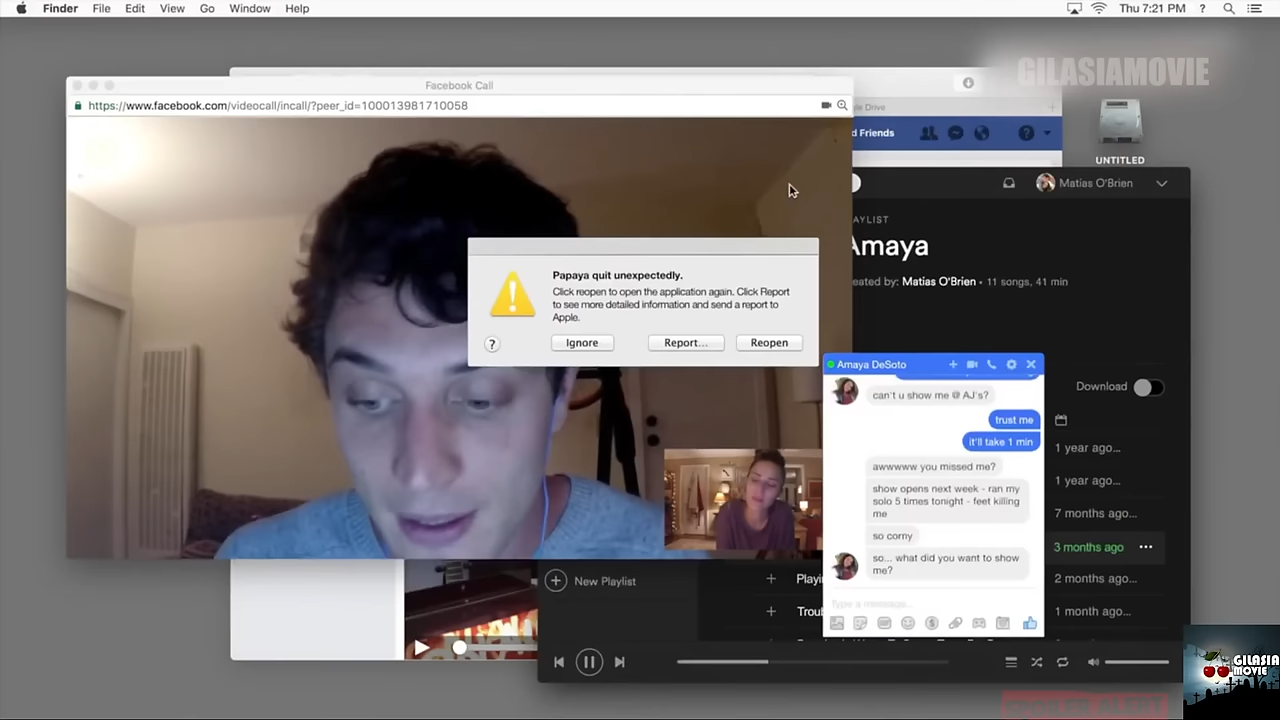 Finder File Edit View Go Window Help
Thu 7:21 PM
GILASIAMOVIE
Facebook Call
https://www.facebook.com/videocall/incall/?peer_id=100013981710058
Drive
Friends
UNTITLED
Matias O'Brien
Amaya
Matias O'Brien • 11 songs, 41 min
Papaya quit unexpectedly.
Click reopen to open the application again. Click Report
to see more detailed information and send a report to
Apple.
? Ignore Report... Reopen
Amaya DeSoto
can't u show me @ AJ's?
trust me
it'll take 1 min
awwwww you missed me?
show opens next week - ran my
solo 5 times tonight - feet killing
me
so corny
so... what did you want to show
me?
Type a message...
Download
1 year ago...
1 year ago...
7 months ago...
3 months ago
2 months ago...
1 month ago...
New Playlist
GILASIA
MOVIE
SPOILER ALERT